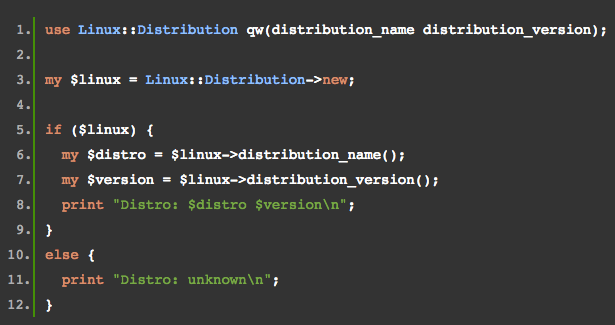 1. use Linux::Distribution qw(distribution_name distribution_version);
2.
3. my $linux = Linux::Distribution->new;
4.
5. if ($linux) {
6.   my $distro = $linux->distribution_name();
7.   my $version = $linux->distribution_version();
8.   print "Distro: $distro $version\n";
9. }
10. else {
11.   print "Distro: unknown\n";
12. }